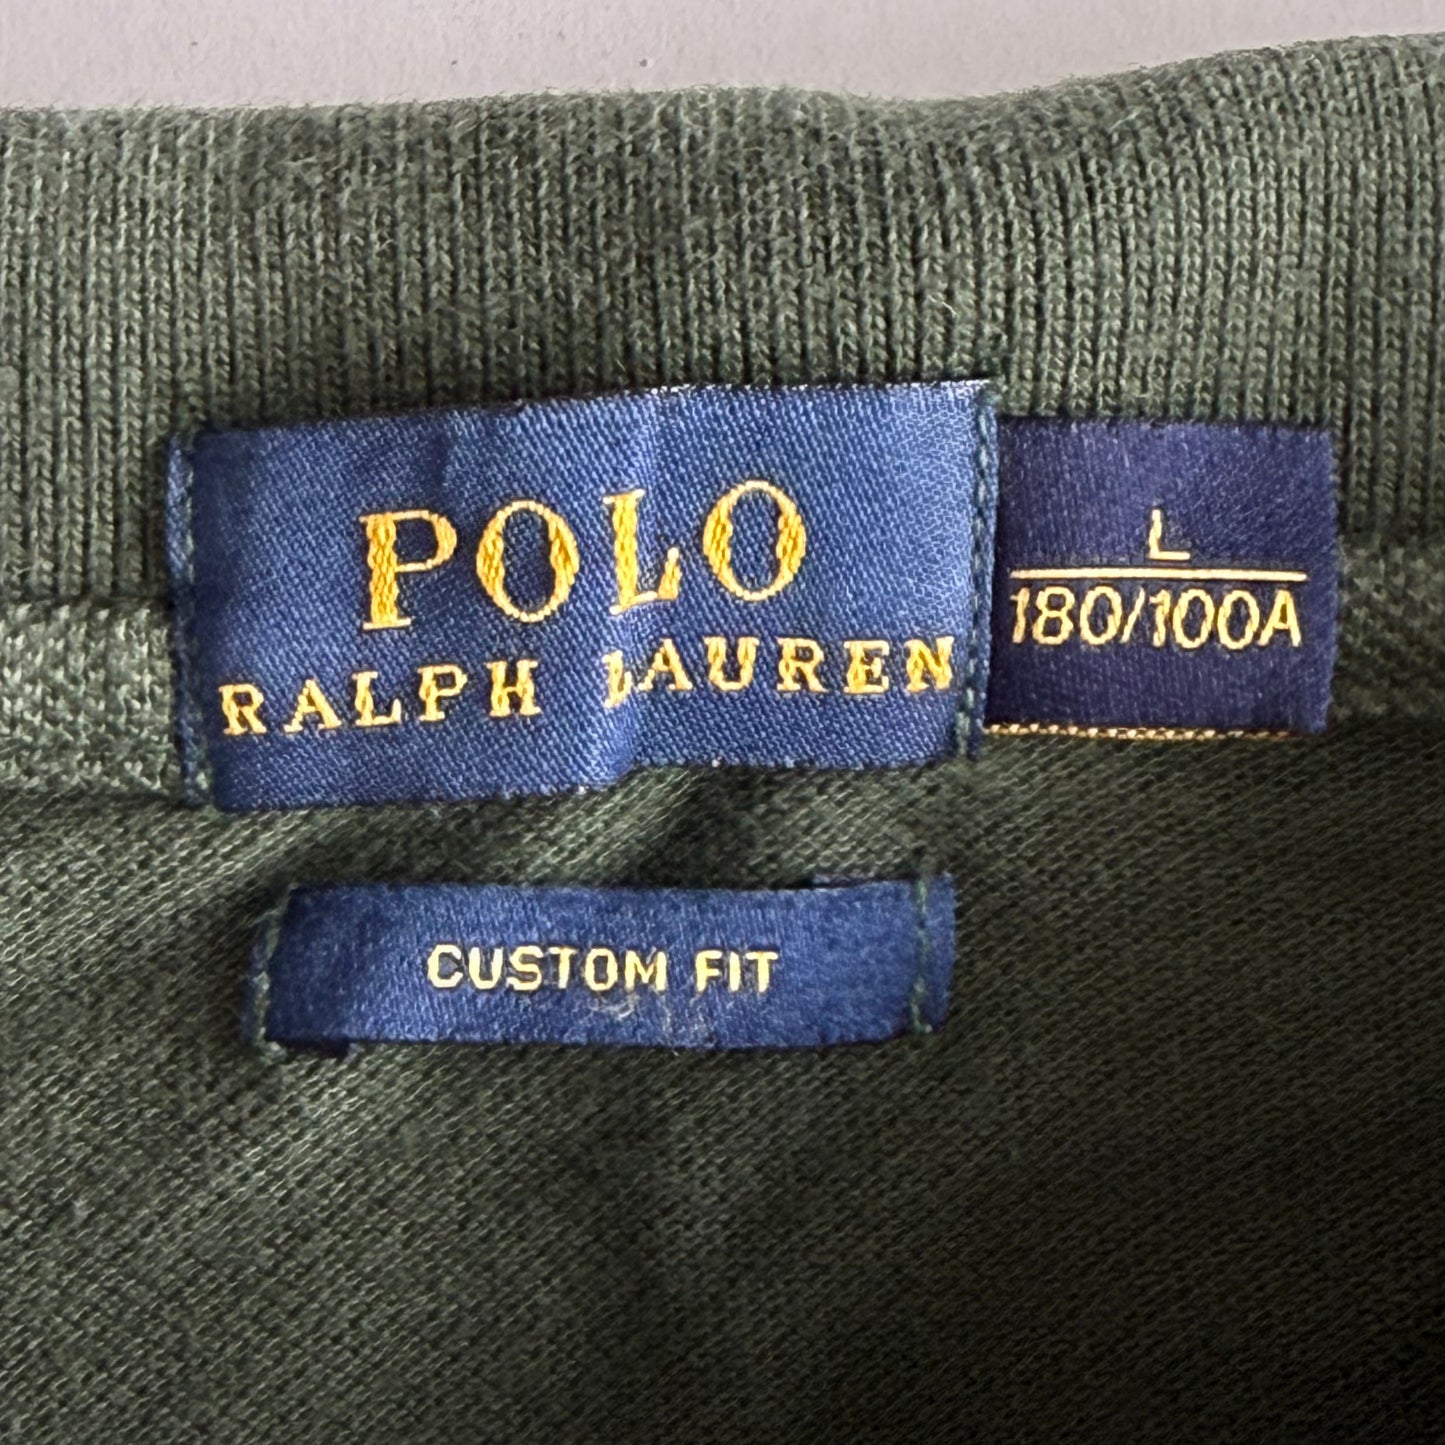 POLO
RALPH LAUREN
L
180/100A
CUSTOM FIT